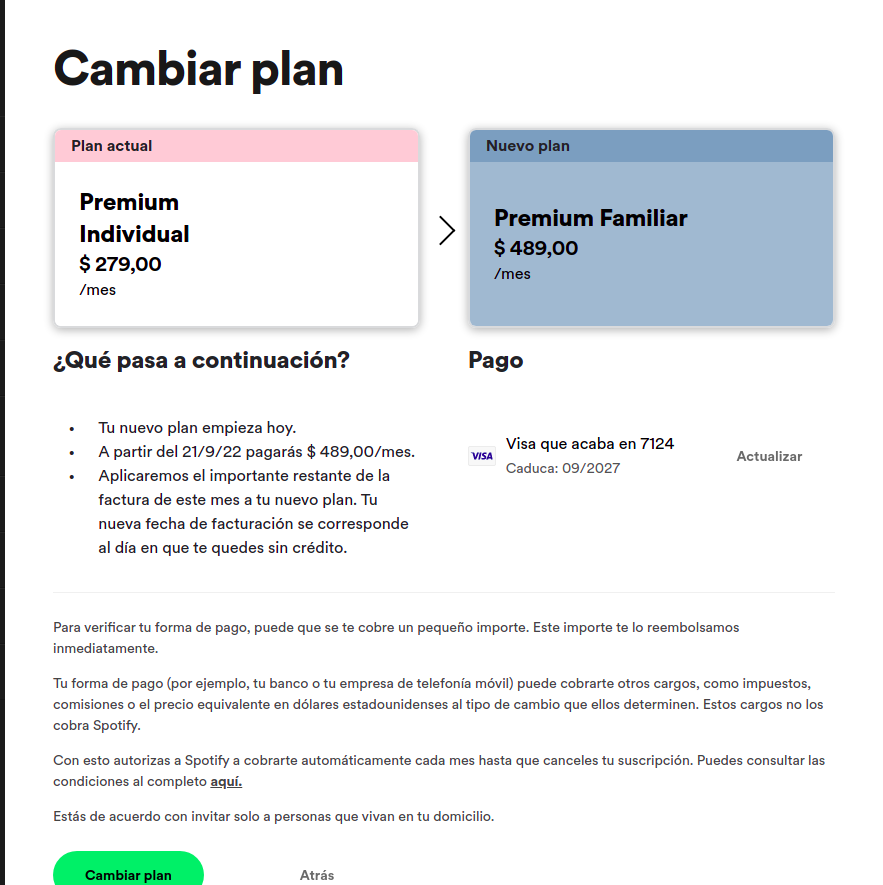 Cambiar plan
Plan actual
Premium
Individual
$ 279,00
/mes
Nuevo plan
Premium Familiar
$ 489,00
/mes
¿Qué pasa a continuación?
• Tu nuevo plan empieza hoy.
• A partir del 21/9/22 pagarás $ 489,00/mes.
• Aplicaremos el importante restante de la
factura de este mes a tu nuevo plan. Tu
nueva fecha de facturación se corresponde
al día en que te quedes sin crédito.
Pago
VISA
Visa que acaba en 7124
Caduca: 09/2027
Actualizar
Para verificar tu forma de pago, puede que se te cobre un pequeño importe. Este importe te lo reembolsamos
inmediatamente.
Tu forma de pago (por ejemplo, tu banco o tu empresa de telefonía móvil) puede cobrarte otros cargos, como impuestos,
comisiones o el precio equivalente en dólares estadounidenses al tipo de cambio que ellos determinen. Estos cargos no los
cobra Spotify.
Con esto autorizas a Spotify a cobrarte automáticamente cada mes hasta que canceles tu suscripción. Puedes consultar las
condiciones al completo aquí.
Estás de acuerdo con invitar solo a personas que vivan en tu domicilio.
Cambiar plan
Atrás